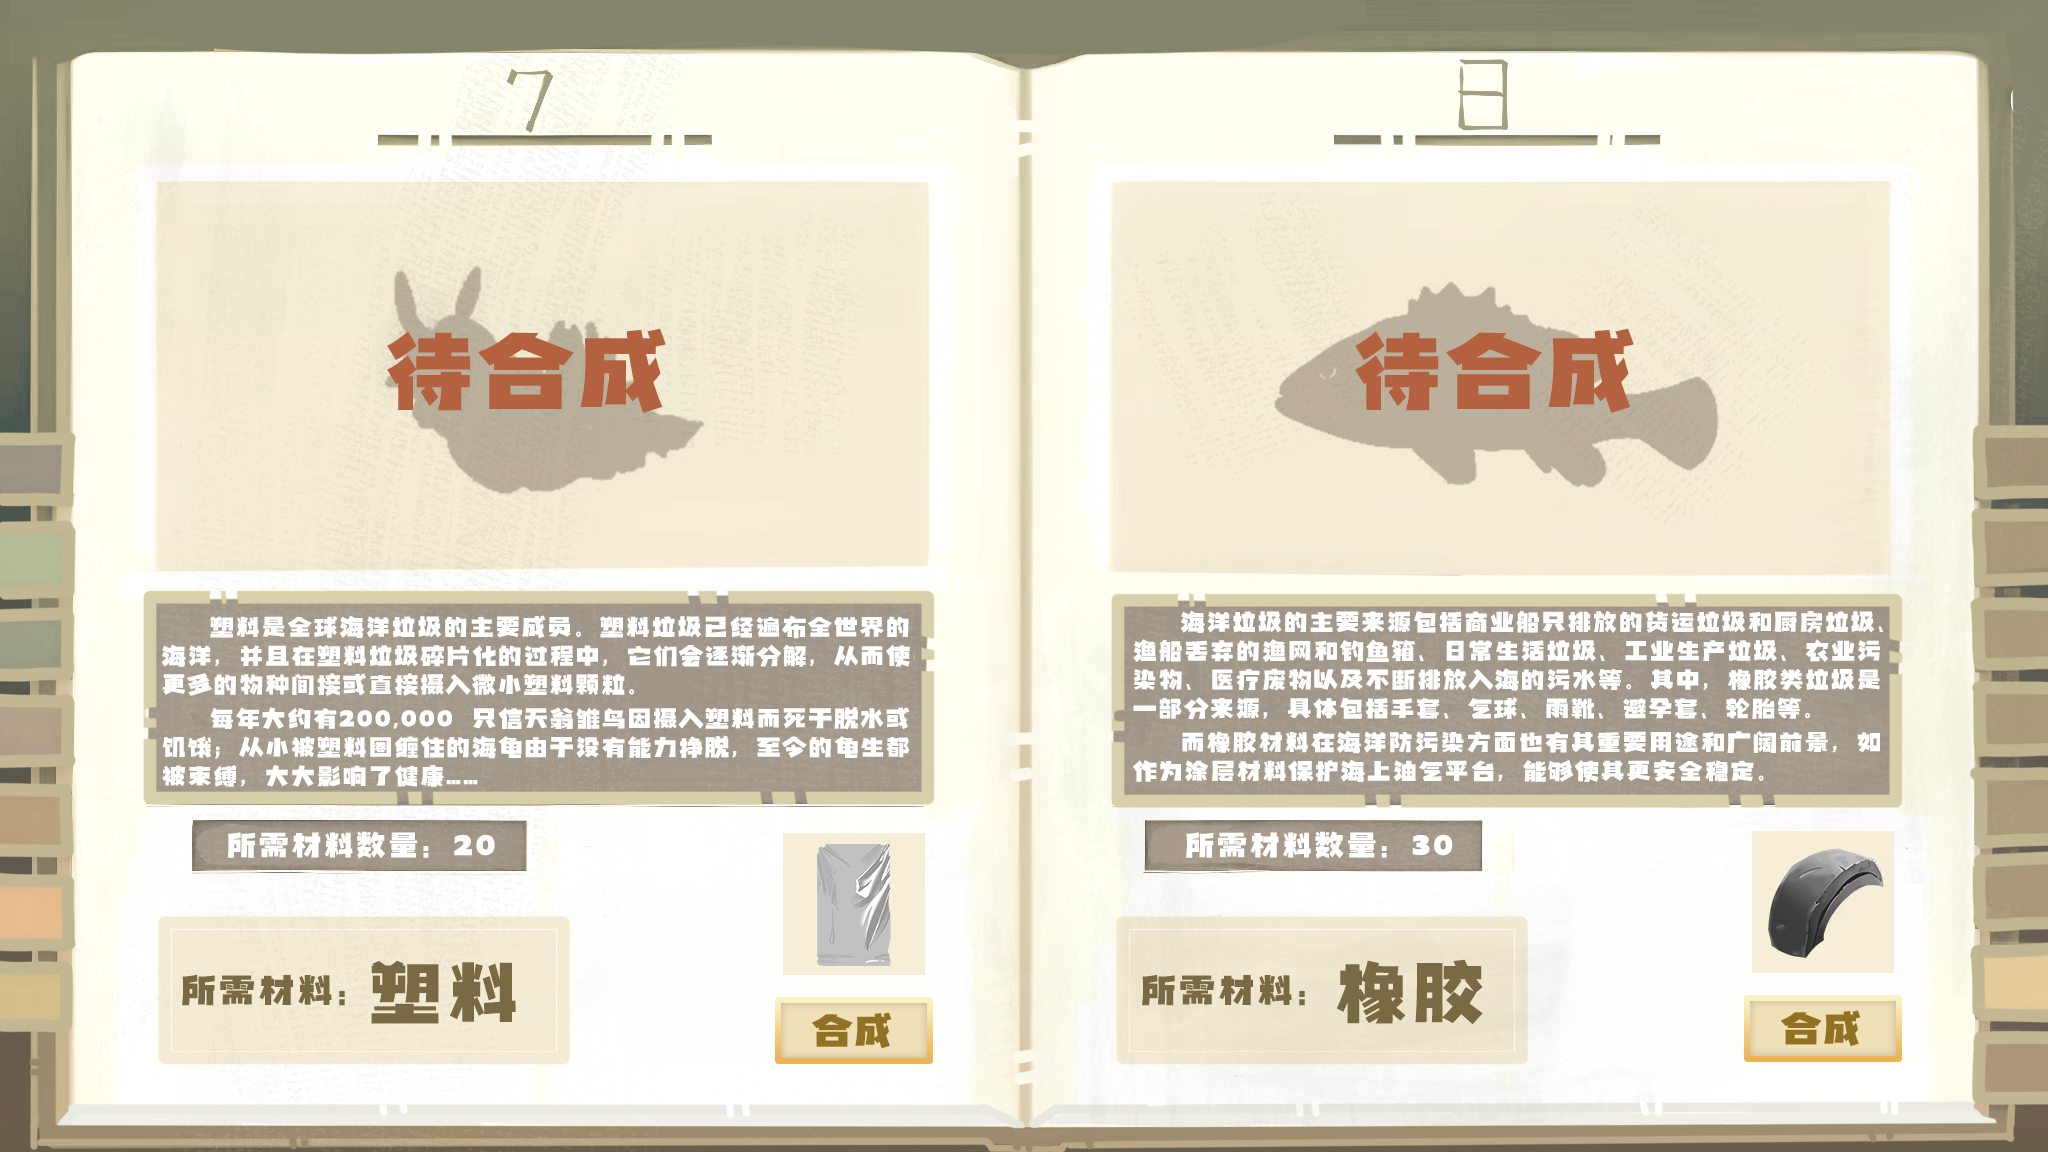 7
8
待合成
待合成
塑料是全球海洋垃圾的主要成员。塑料垃圾已经遍布全世界的
海洋，并且在塑料垃圾碎片化的过程中，它们会逐渐分解，从而使
更多的物种间接或直接摄入微小塑料颗粒。
每年大约有200,000 只信天翁雏鸟因摄入塑料而死于脱水或
饥饿；从小被塑料圈缠住的海龟由于没有能力挣脱，至今的龟生都
被束缚，大大影响了健康……
海洋垃圾的主要来源包括商业船只排放的货运垃圾和厨房垃圾、
渔船丢弃的渔网和钓鱼箱、日常生活垃圾、工业生产垃圾、农业污
染物、医疗废物以及不断排放入海的污水等。其中，橡胶类垃圾是
一部分来源，具体包括手套、气球、雨靴、避孕套、轮胎等。
而橡胶材料在海洋防污染方面也有其重要用途和广阔前景，如
作为涂层材料保护海上油气平台，能够使其更安全稳定。
所需材料数量：20
所需材料数量：30
所需材料：塑料
合成
所需材料：橡胶
合成